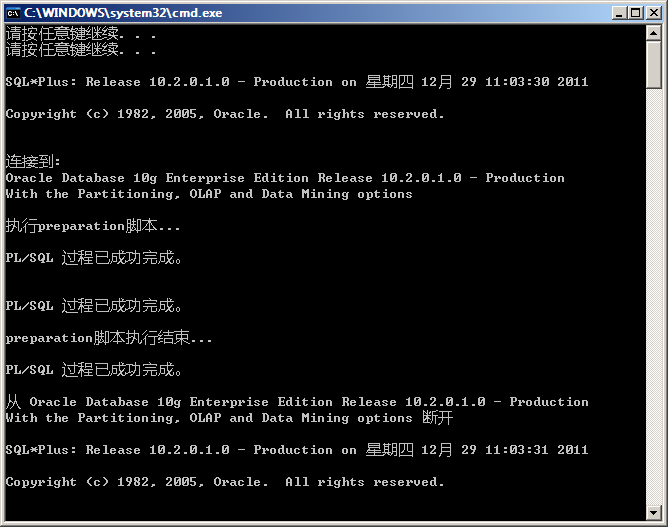 C:\WINDOWS\system32\cmd.exe
请按任意键继续. . .
请按任意键继续. . .
SQL*Plus: Release 10.2.0.1.0 - Production on 星期四 12月 29 11:03:30 2011
Copyright (c) 1982, 2005, Oracle.  All rights reserved.
连接到:
Oracle Database 10g Enterprise Edition Release 10.2.0.1.0 - Production
With the Partitioning, OLAP and Data Mining options
执行preparation脚本...
PL/SQL 过程已成功完成。
PL/SQL 过程已成功完成。
preparation脚本执行结束...
PL/SQL 过程已成功完成。
从 Oracle Database 10g Enterprise Edition Release 10.2.0.1.0 - Production
With the Partitioning, OLAP and Data Mining options 断开
SQL*Plus: Release 10.2.0.1.0 - Production on 星期四 12月 29 11:03:31 2011
Copyright (c) 1982, 2005, Oracle.  All rights reserved.